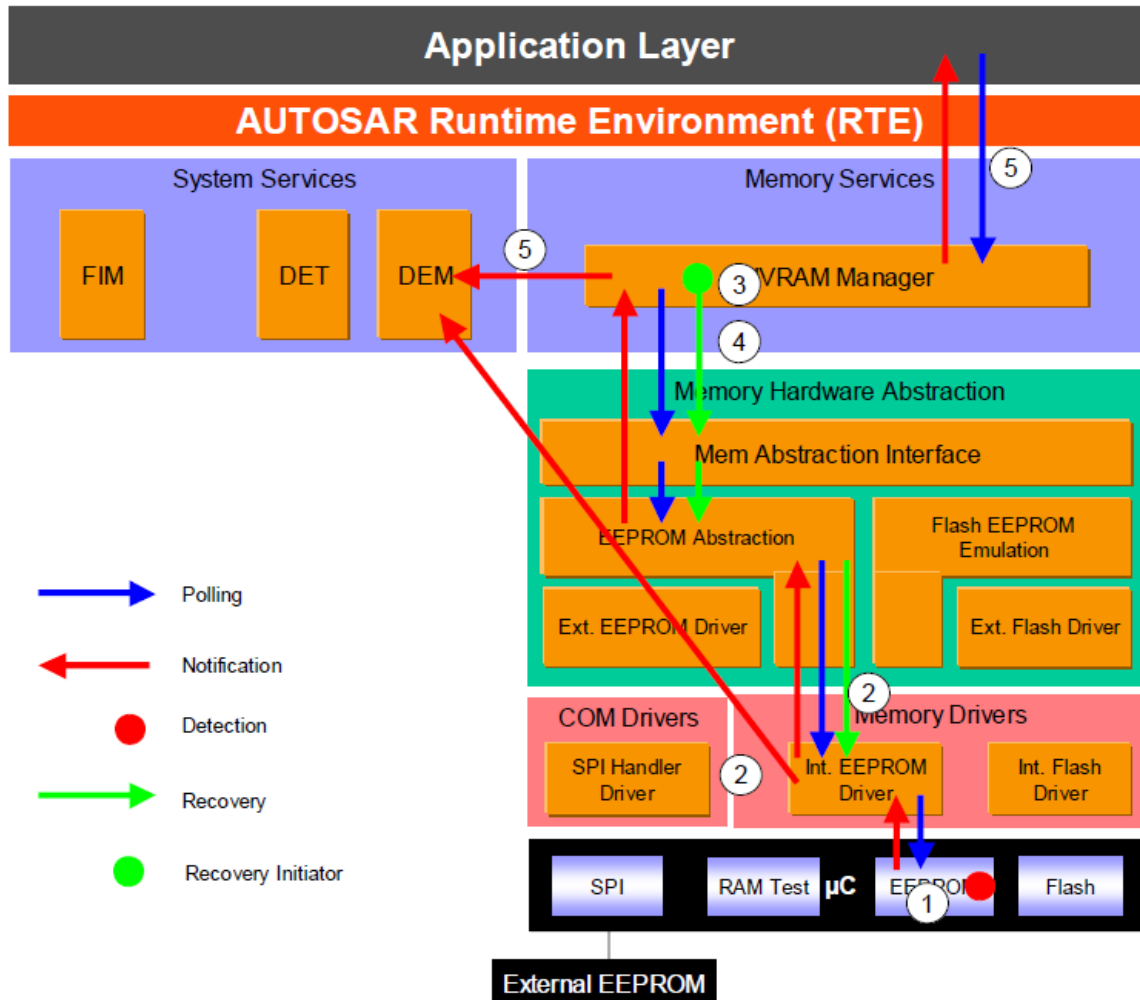 Application Layer
AUTOSAR Runtime Environment (RTE)
System Services
Memory Services
5
FIM
DET
DEM
5
3
VRAM Manager
4
Memory Hardware Abstraction
Mem Abstraction Interface
EEPROM Abstraction
Flash EEPROM
Emulation
Ext. EEPROM Driver
Ext. Flash Driver
Polling
Notification
Detection
Recovery
Recovery Initiator
2
COM Drivers
Memory Drivers
SPI Handler
Driver
2
Int. EEPROM
Driver
Int. Flash
Driver
SPI
RAM Test
µC
EEPROM
1
Flash
External EEPROM